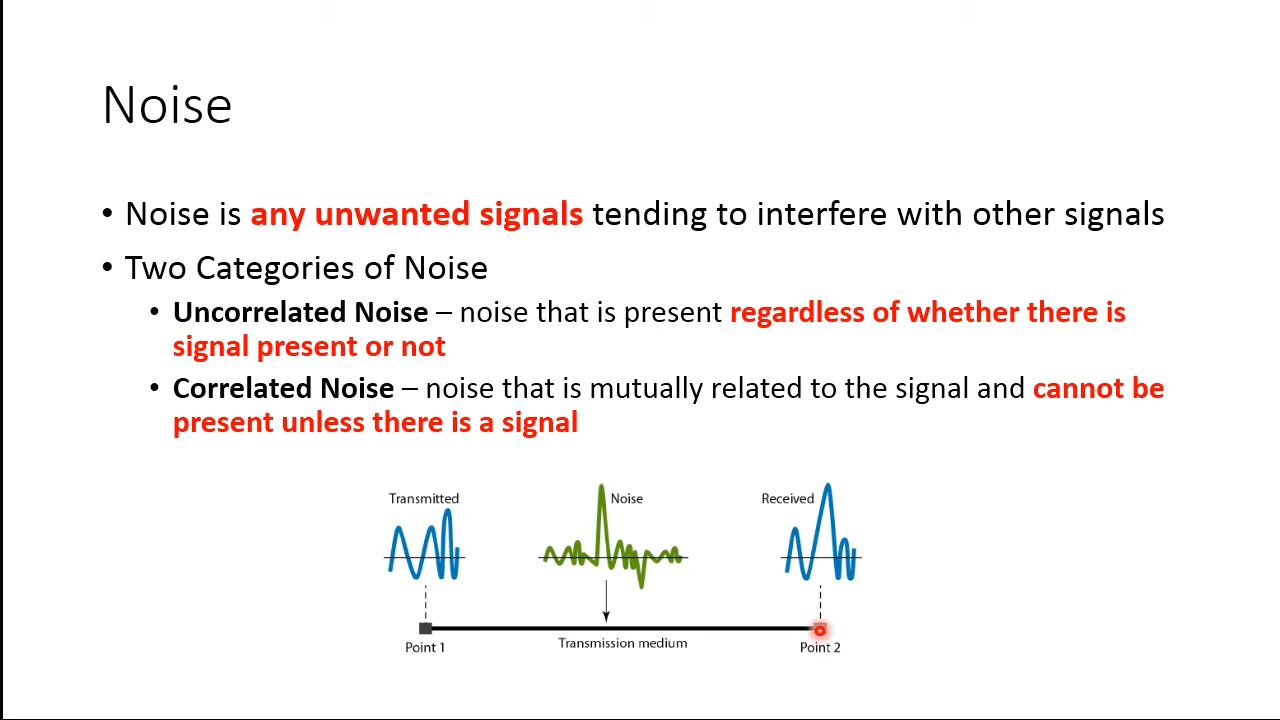 Noise
• Noise is any unwanted signals tending to interfere with other signals
• Two Categories of Noise
• Uncorrelated Noise – noise that is present regardless of whether there is
signal present or not
• Correlated Noise – noise that is mutually related to the signal and cannot be
present unless there is a signal
Transmitted
Noise
Received
Point 1
Transmission medium
Point 2